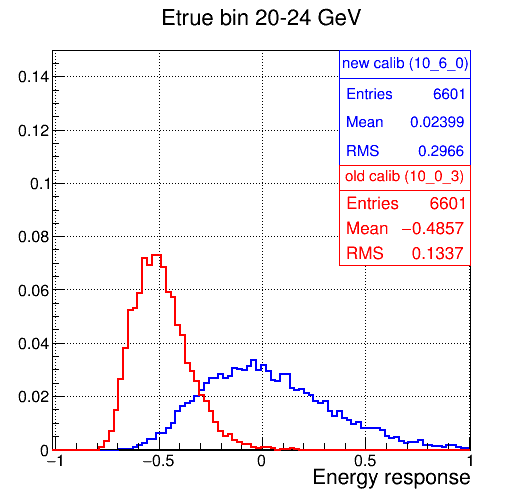 Etrue bin 20-24 GeV
new calib (10_6_0)
Entries 6601
Mean 0.02399
RMS 0.2966
old calib (10_0_3)
Entries 6601
Mean −0.4857
RMS 0.1337
0.14
0.12
0.1
0.08
0.06
0.04
0.02
0
−1 −0.5 0 0.5 1
Energy response